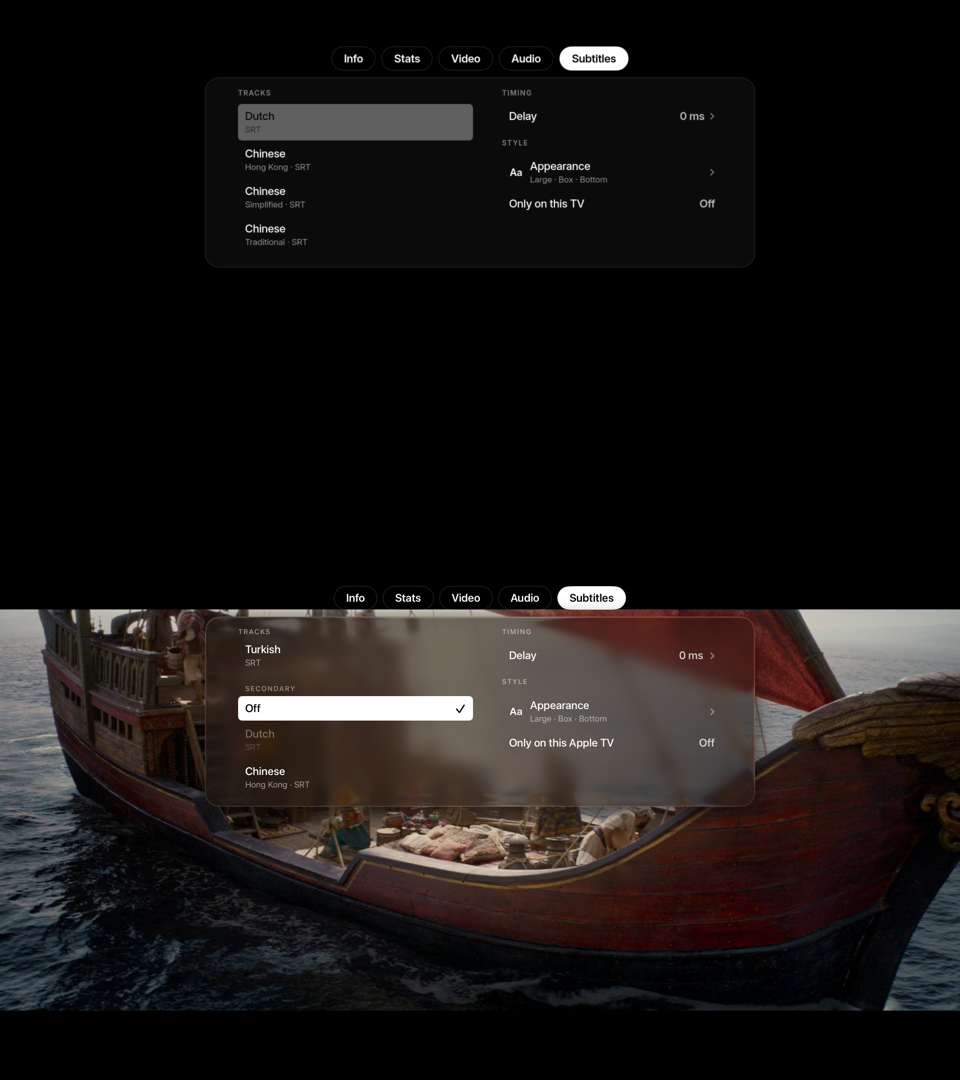 Info Stats Video Audio Subtitles
TRACKS
Dutch
SRT
Chinese
Hong Kong · SRT
Chinese
Simplified · SRT
Chinese
Traditional · SRT
TIMING
Delay 0 ms
STYLE
Aa Appearance
Large · Box · Bottom
Only on this TV Off
Info Stats Video Audio Subtitles
TRACKS
Turkish
SRT
SECONDARY
Off
Dutch
SRT
Chinese
Hong Kong · SRT
TIMING
Delay 0 ms
STYLE
Aa Appearance
Large · Box · Bottom
Only on this Apple TV Off